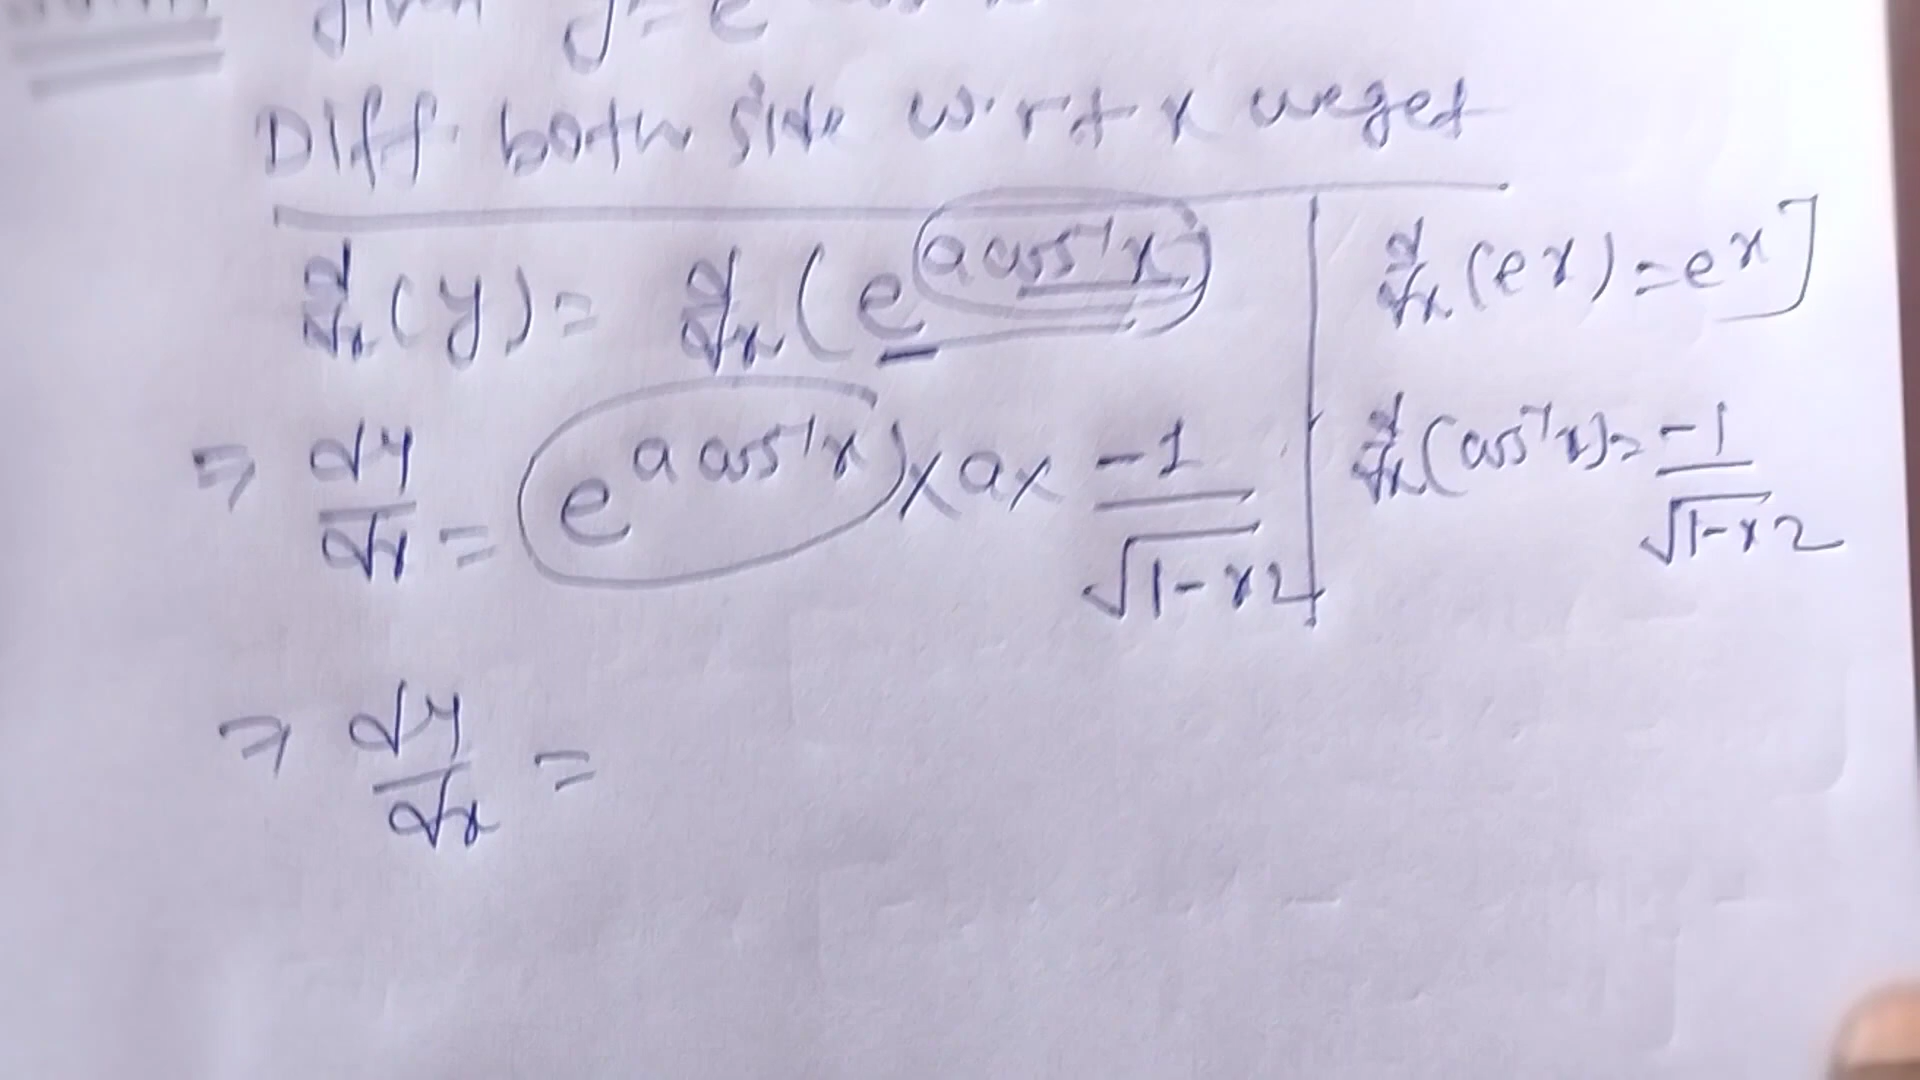 given y = e
Diff. both side w.r.t x we get
d/dx (y) = d/dx (e^(a cos⁻¹x)) | d/dx (e^x) = e^x]
⇒ dy/dx = (e^(a cos⁻¹x)) × a × -1/√1-x² | d/dx (cos⁻¹x) = -1/√1-x²
⇒ dy/dx =